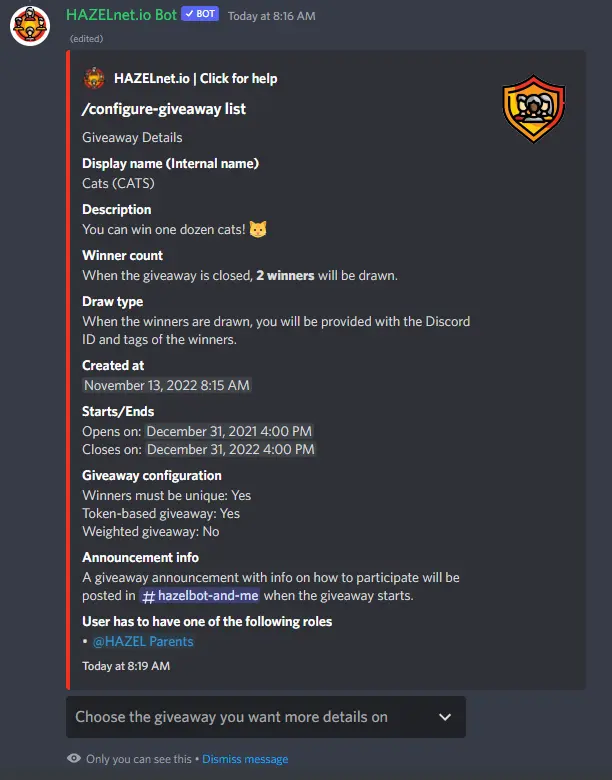 HAZELnet.io Bot ✓ BOT Today at 8:16 AM
(edited)
HAZELnet.io | Click for help
/configure-giveaway list
Giveaway Details
Display name (Internal name)
Cats (CATS)
Description
You can win one dozen cats! 🐱
Winner count
When the giveaway is closed, 2 winners will be drawn.
Draw type
When the winners are drawn, you will be provided with the Discord
ID and tags of the winners.
Created at
November 13, 2022 8:15 AM
Starts/Ends
Opens on: December 31, 2021 4:00 PM
Closes on: December 31, 2022 4:00 PM
Giveaway configuration
Winners must be unique: Yes
Token-based giveaway: Yes
Weighted giveaway: No
Announcement info
A giveaway announcement with info on how to participate will be
posted in # hazelbot-and-me when the giveaway starts.
User has to have one of the following roles
• @HAZEL Parents
Today at 8:19 AM
Choose the giveaway you want more details on
Only you can see this • Dismiss message